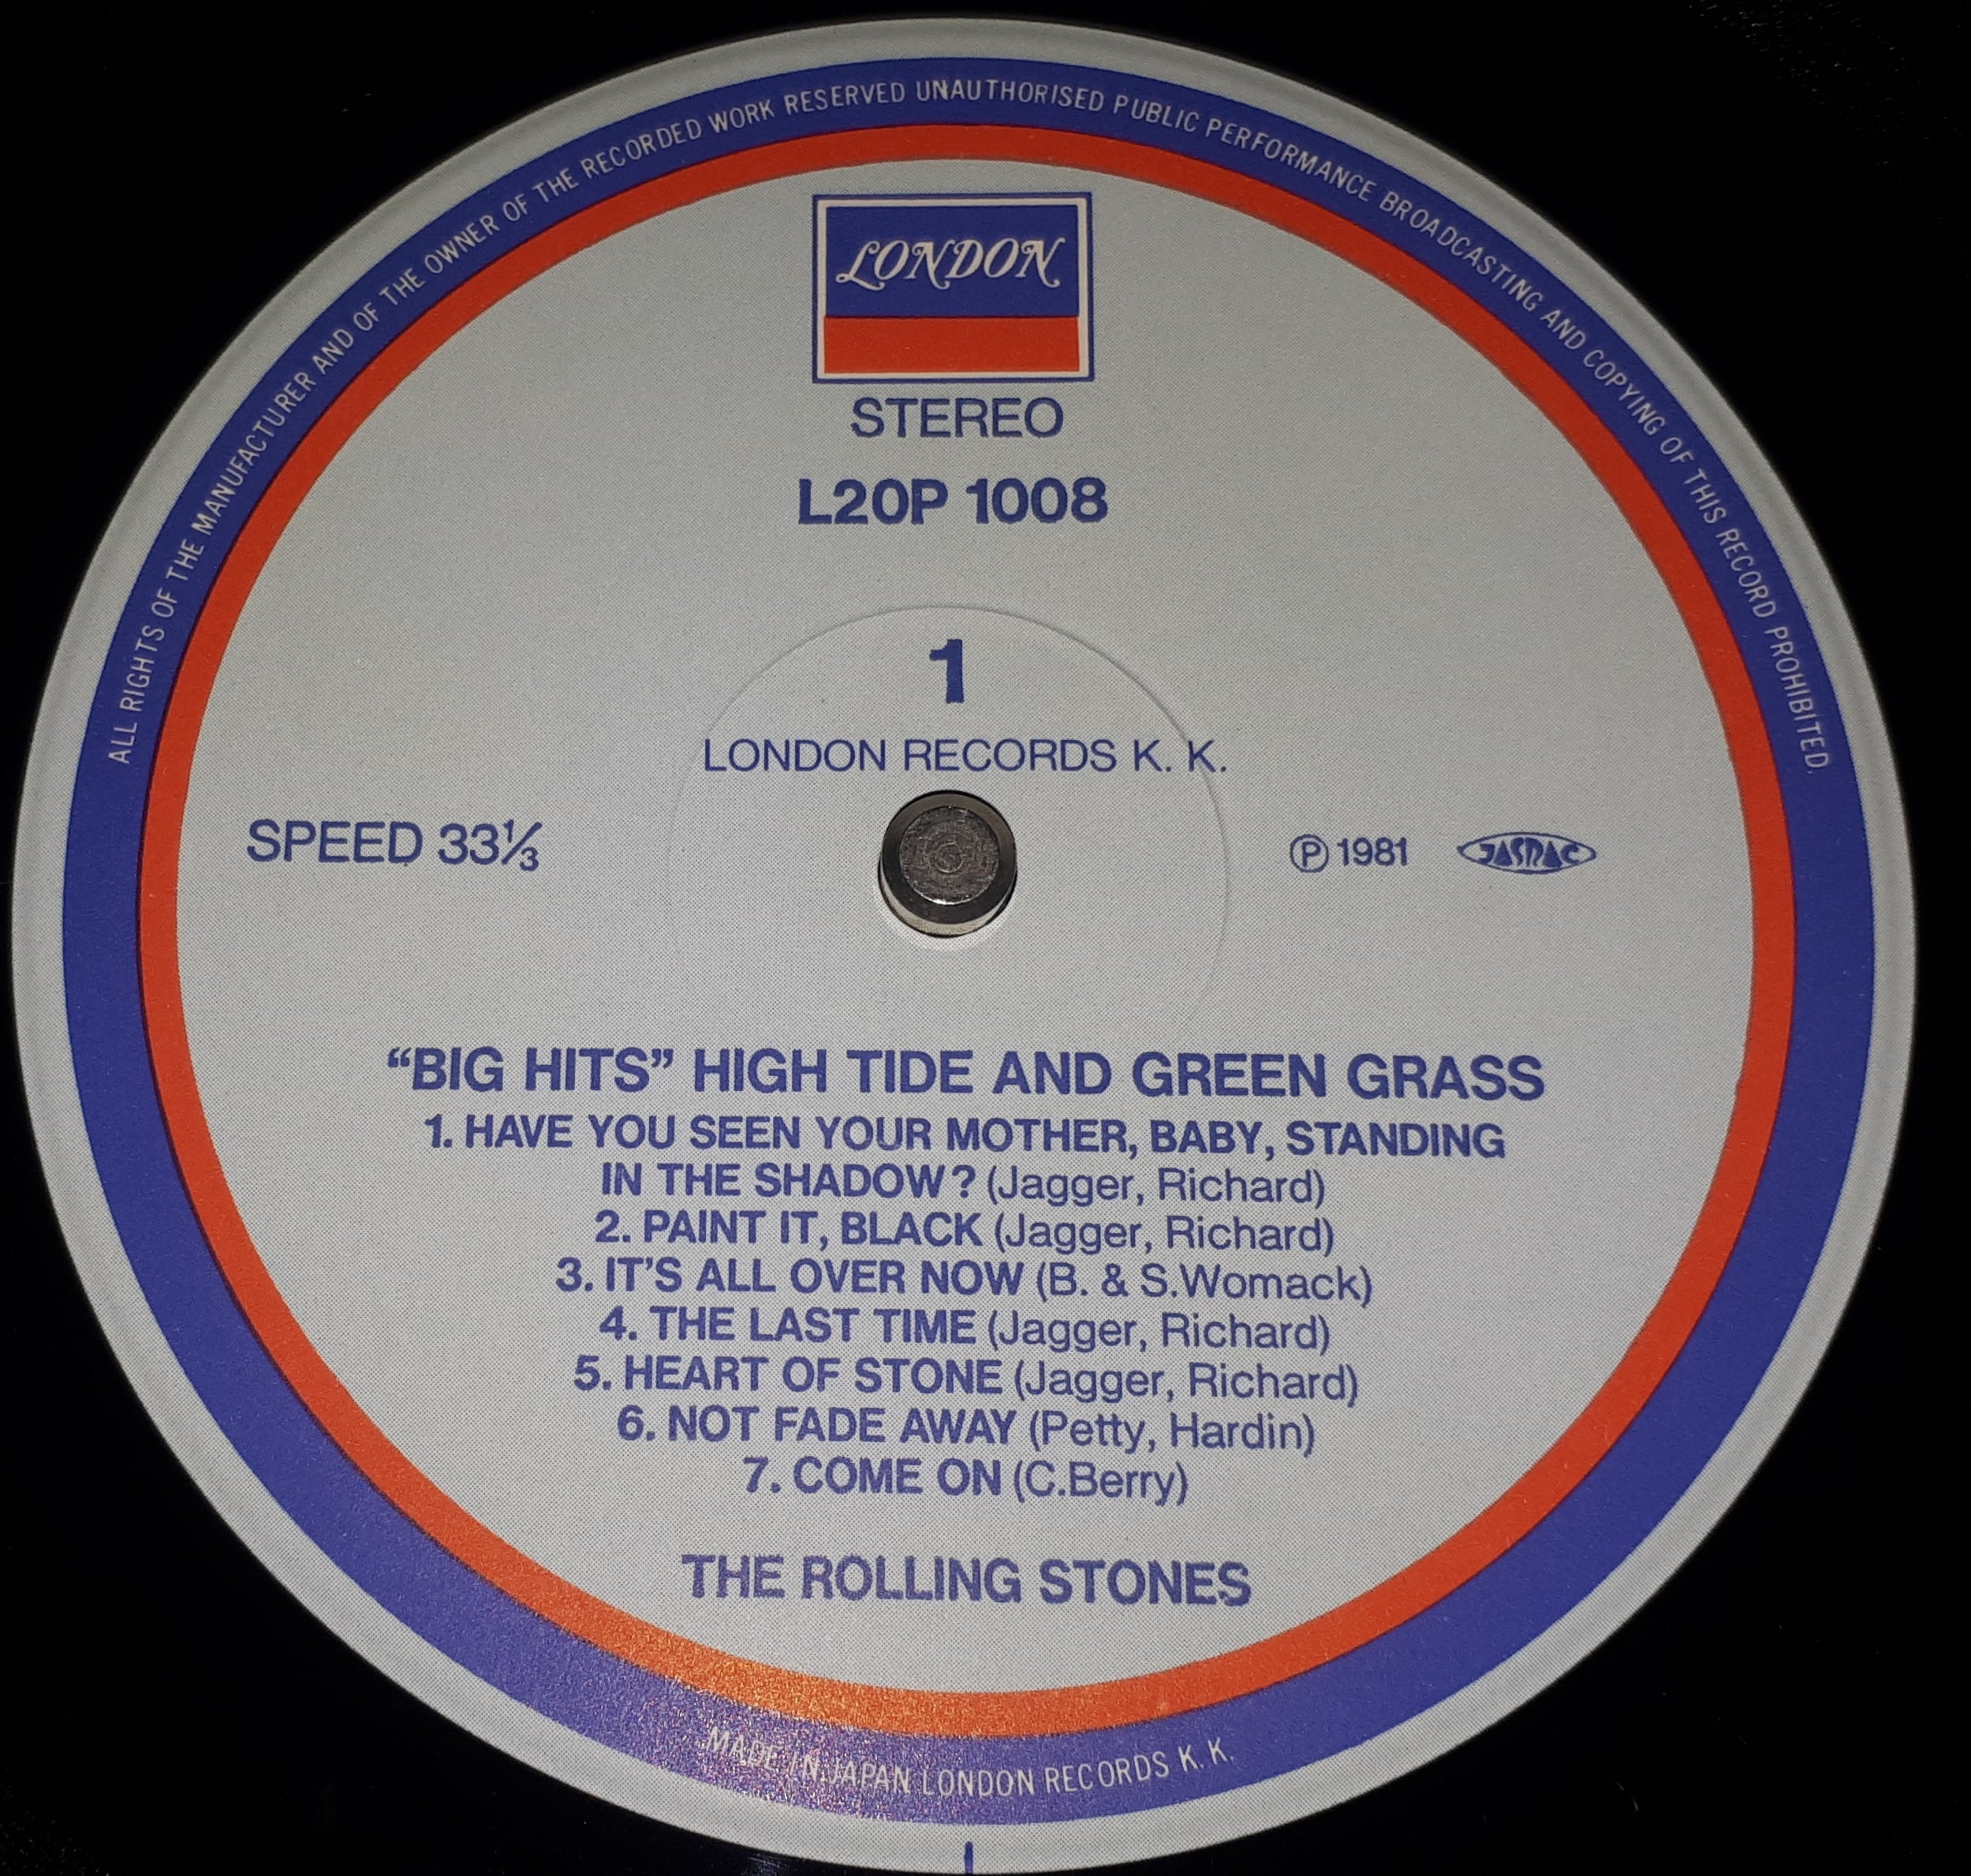 ALL RIGHTS OF THE MANUFACTURER AND OF THE OWNER OF THE RECORDED WORK RESERVED UNAUTHORISED PUBLIC PERFORMANCE BROADCASTING AND COPYING OF THIS RECORD PROHIBITED.
LONDON
STEREO
L20P 1008
1
LONDON RECORDS K. K.
SPEED 33⅓
Ⓟ 1981 JASRAC
“BIG HITS” HIGH TIDE AND GREEN GRASS
1. HAVE YOU SEEN YOUR MOTHER, BABY, STANDING
IN THE SHADOW? (Jagger, Richard)
2. PAINT IT, BLACK (Jagger, Richard)
3. IT'S ALL OVER NOW (B. & S.Womack)
4. THE LAST TIME (Jagger, Richard)
5. HEART OF STONE (Jagger, Richard)
6. NOT FADE AWAY (Petty, Hardin)
7. COME ON (C.Berry)
THE ROLLING STONES
MADE IN JAPAN LONDON RECORDS K. K.